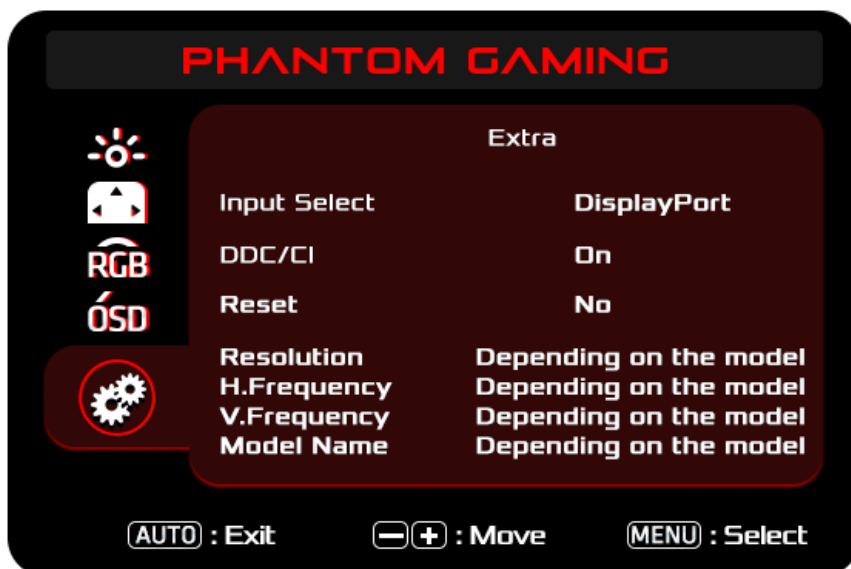 PHANTOM GAMING
Extra
Input Select DisplayPort
DDC/CI On
RGB
Reset No
OSD
Resolution Depending on the model
H.Frequency Depending on the model
V.Frequency Depending on the model
Model Name Depending on the model
AUTO : Exit − + : Move MENU : Select